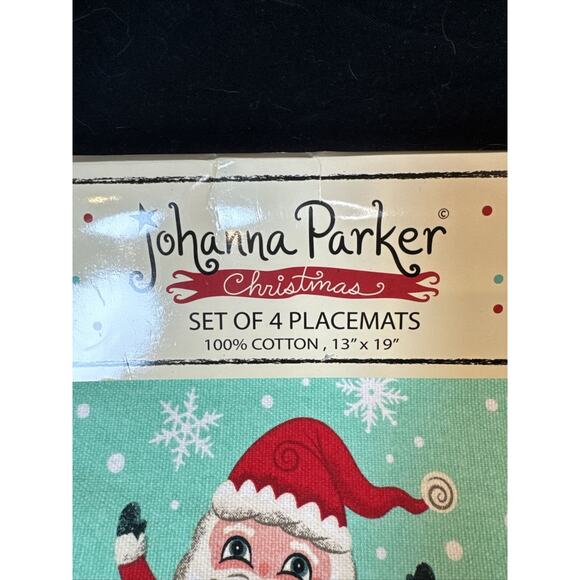 Johanna Parker ©
Christmas
SET OF 4 PLACEMATS
100% COTTON , 13" x 19"